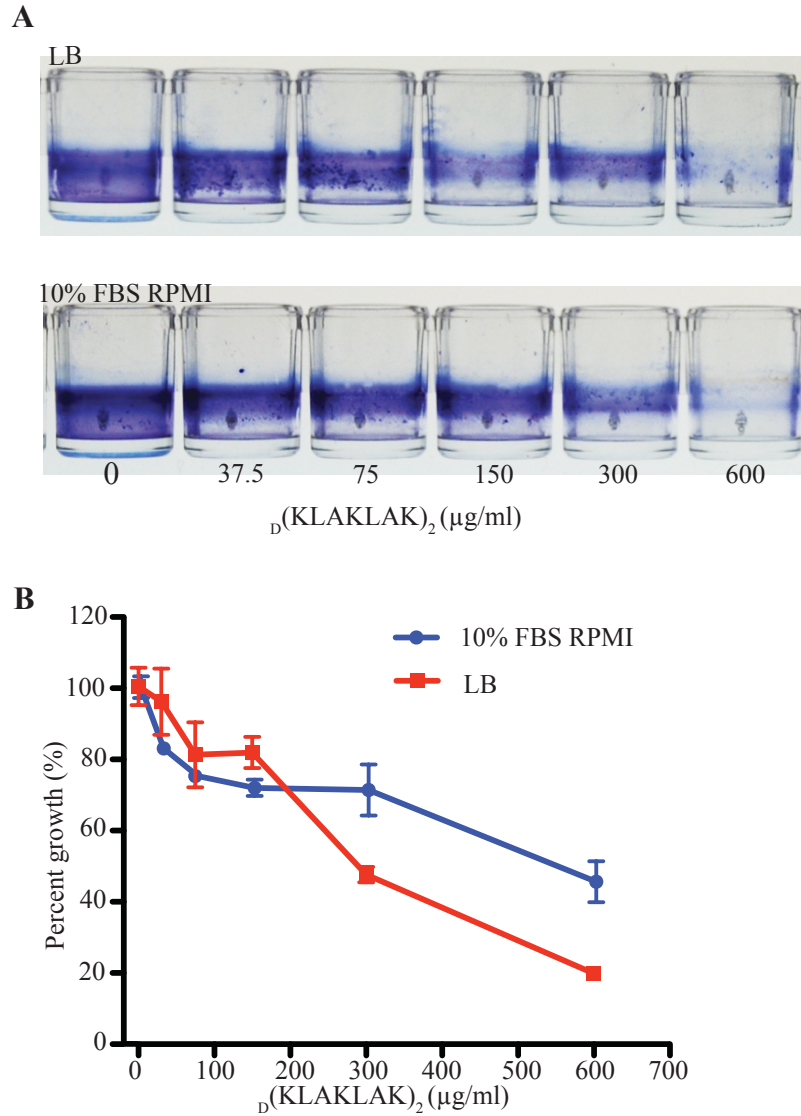 A
LB
10% FBS RPMI
0 37.5 75 150 300 600
D(KLAKLAK)2 (µg/ml)
B
120
100
80
60
40
20
0
Percent growth (%)
10% FBS RPMI
LB
0 100 200 300 400 500 600 700
D(KLAKLAK)2 (µg/ml)